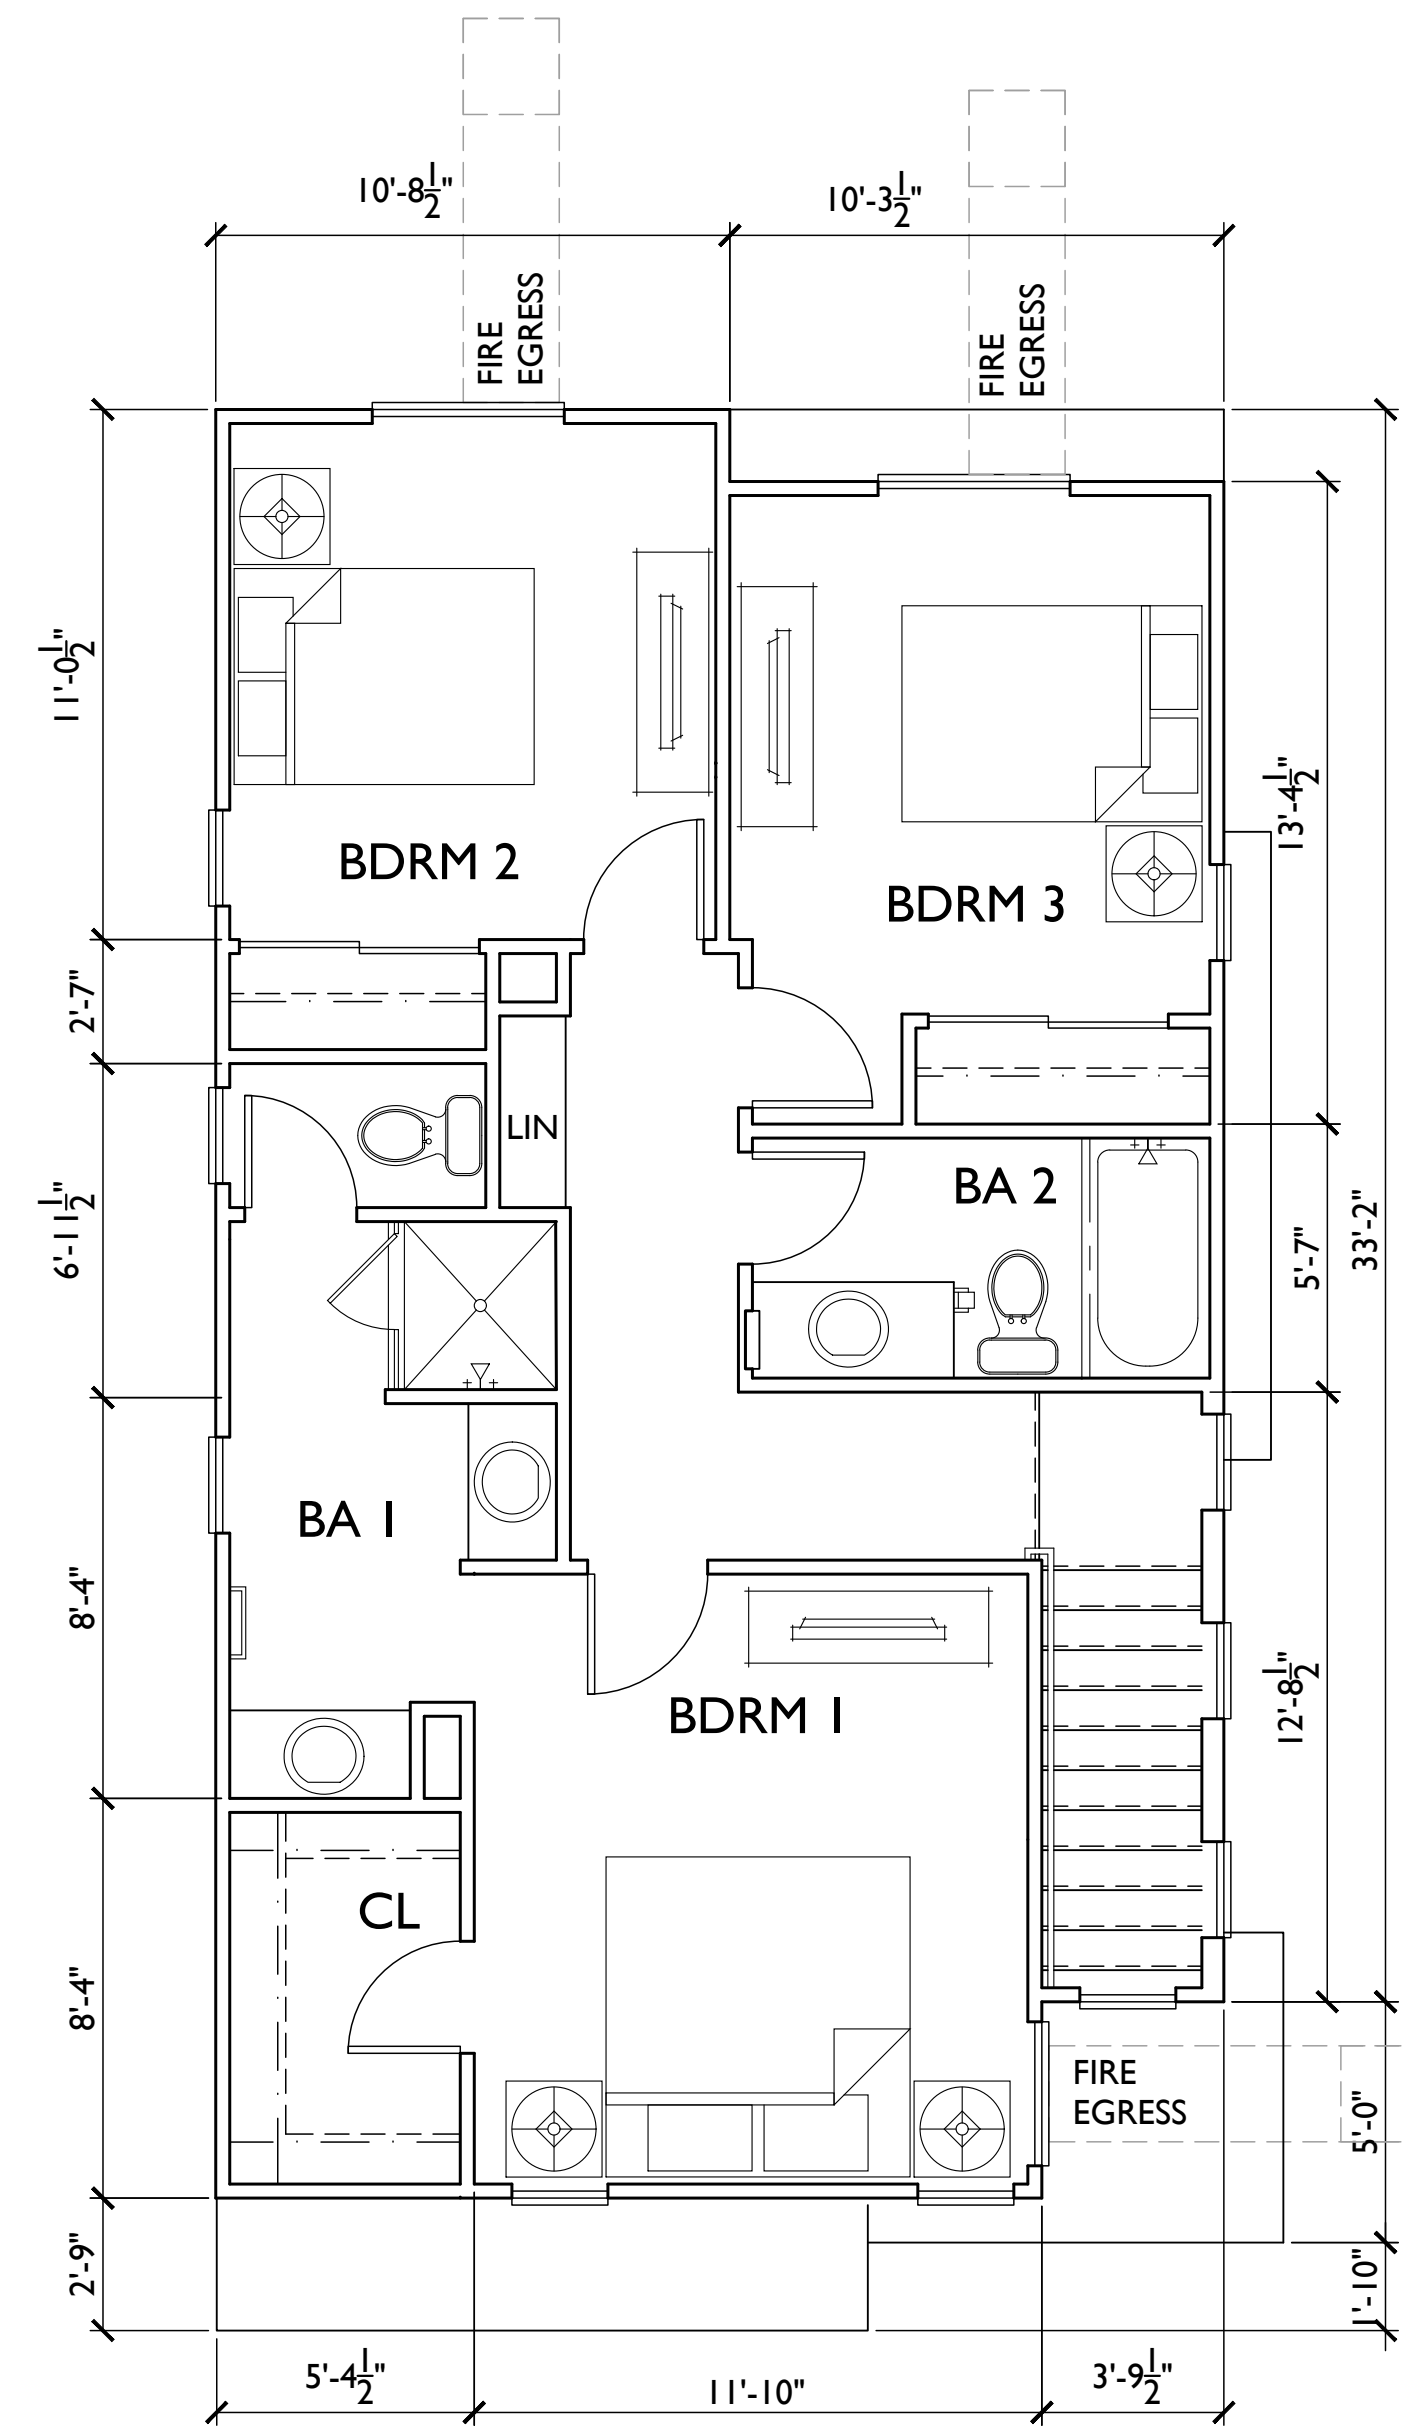 10'-8 1/2"
10'-3 1/2"
FIRE
EGRESS
FIRE
EGRESS
11'-0 1/2"
BDRM 2
13'-4 1/2"
BDRM 3
2'-7"
LIN
6'-11 1/2"
BA 2
5'-7"
33'-2"
BA 1
8'-4"
BDRM 1
12'-8 1/2"
CL
8'-4"
FIRE
EGRESS
5'-0"
2'-9"
1'-10"
5'-4 1/2"
11'-10"
3'-9 1/2"